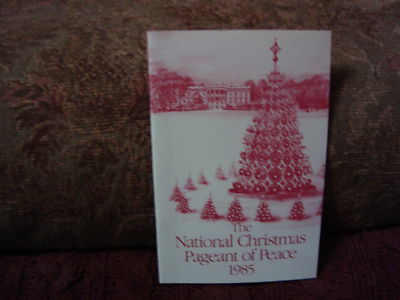 The
National Christmas
Pageant of Peace
1985